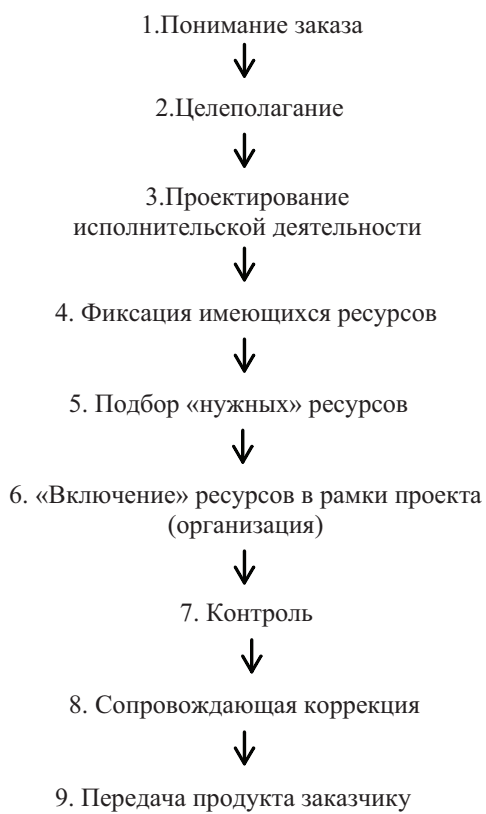 1.Понимание заказа
2.Целеполагание
3.Проектирование
исполнительской деятельности
4. Фиксация имеющихся ресурсов
5. Подбор «нужных» ресурсов
6. «Включение» ресурсов в рамки проекта
(организация)
7. Контроль
8. Сопровождающая коррекция
9. Передача продукта заказчику